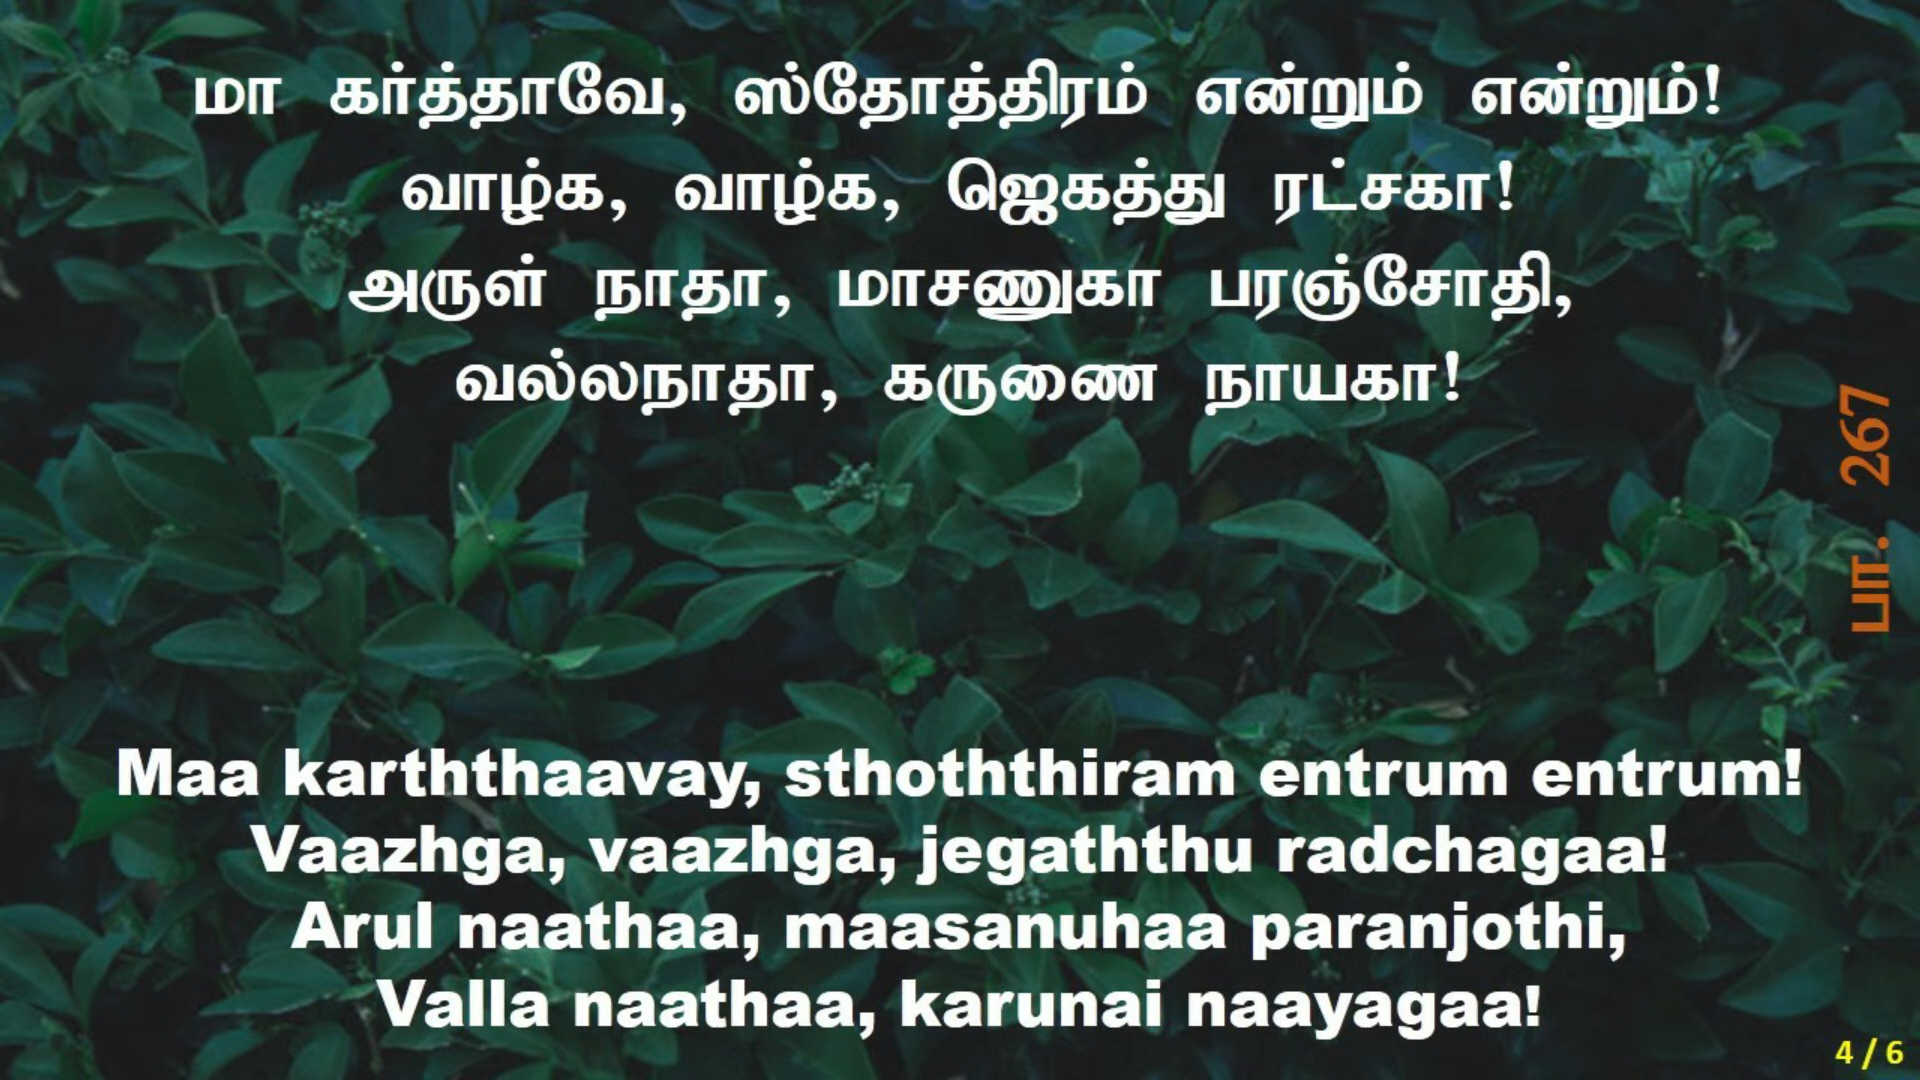 மா கர்த்தாவே, ஸ்தோத்திரம் என்றும் என்றும்!
வாழ்க, வாழ்க, ஜெகத்து ரட்சகா!
அருள் நாதா, மாசணுகா பரஞ்சோதி,
வல்லநாதா, கருணை நாயகா!
பா. 267
Maa karththaavay, sthoththiram entrum entrum!
Vaazhga, vaazhga, jegaththu radchagaa!
Arul naathaa, maasanuhaa paranjothi,
Valla naathaa, karunai naayagaa!
4 / 6